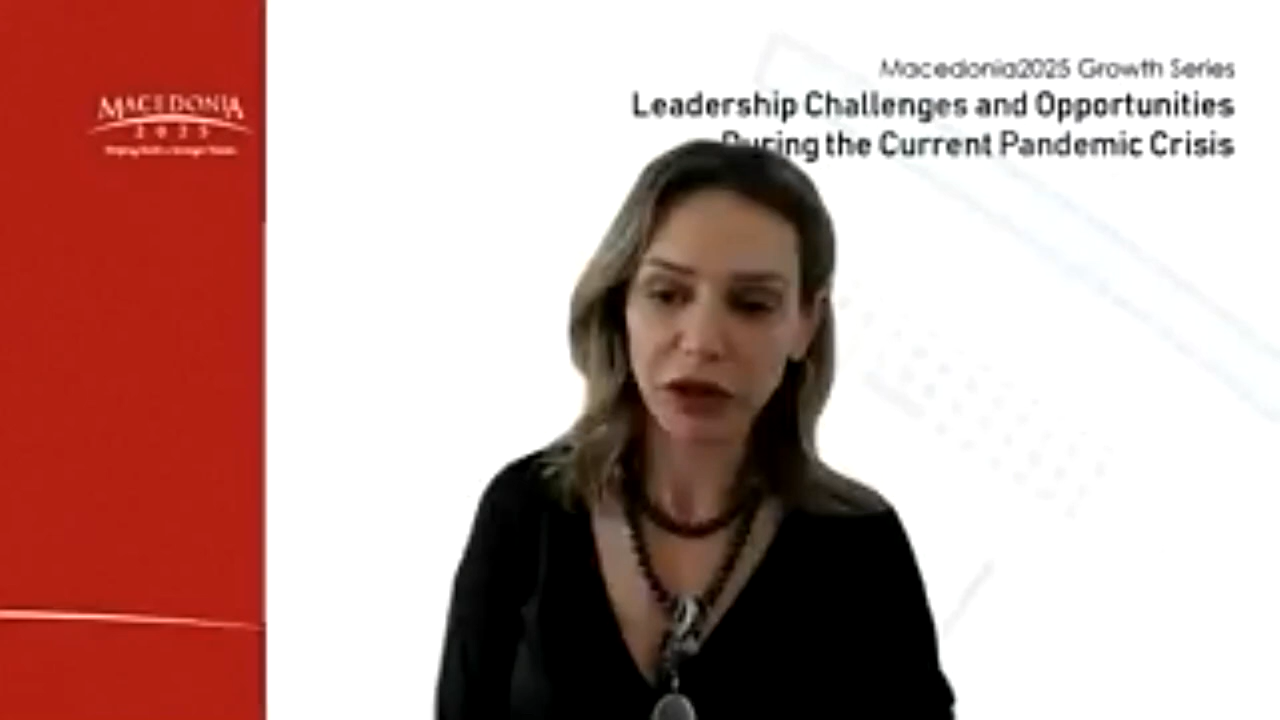 MACEDONIA
2025
Macedonia2025 Growth Series
Leadership Challenges and Opportunities
During the Current Pandemic Crisis